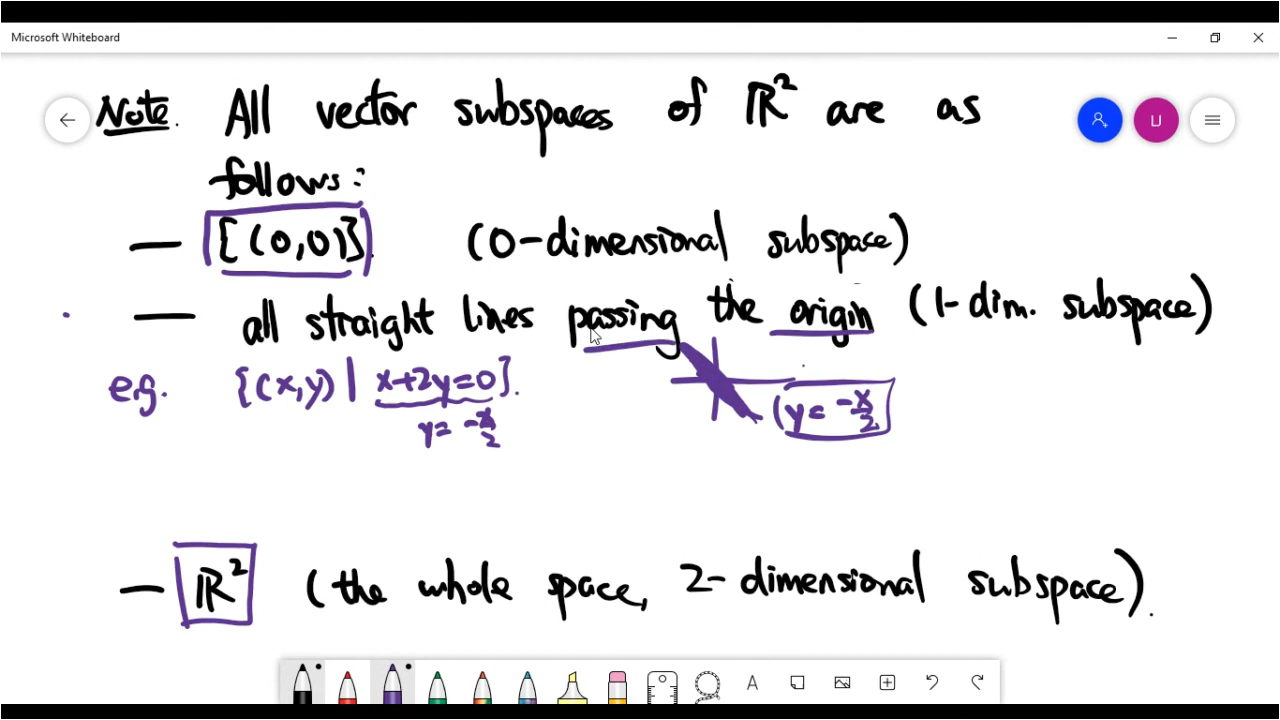 Microsoft Whiteboard
Note. All vector subspaces of ℝ² are as
follows:
— {(0,0)}. (0-dimensional subspace)
— all straight lines passing the origin (1-dim. subspace)
e.g. {(x,y) | x+2y=0}.
y = -x/2
(y = -x/2
— ℝ² (the whole space, 2-dimensional subspace).
IJ
A